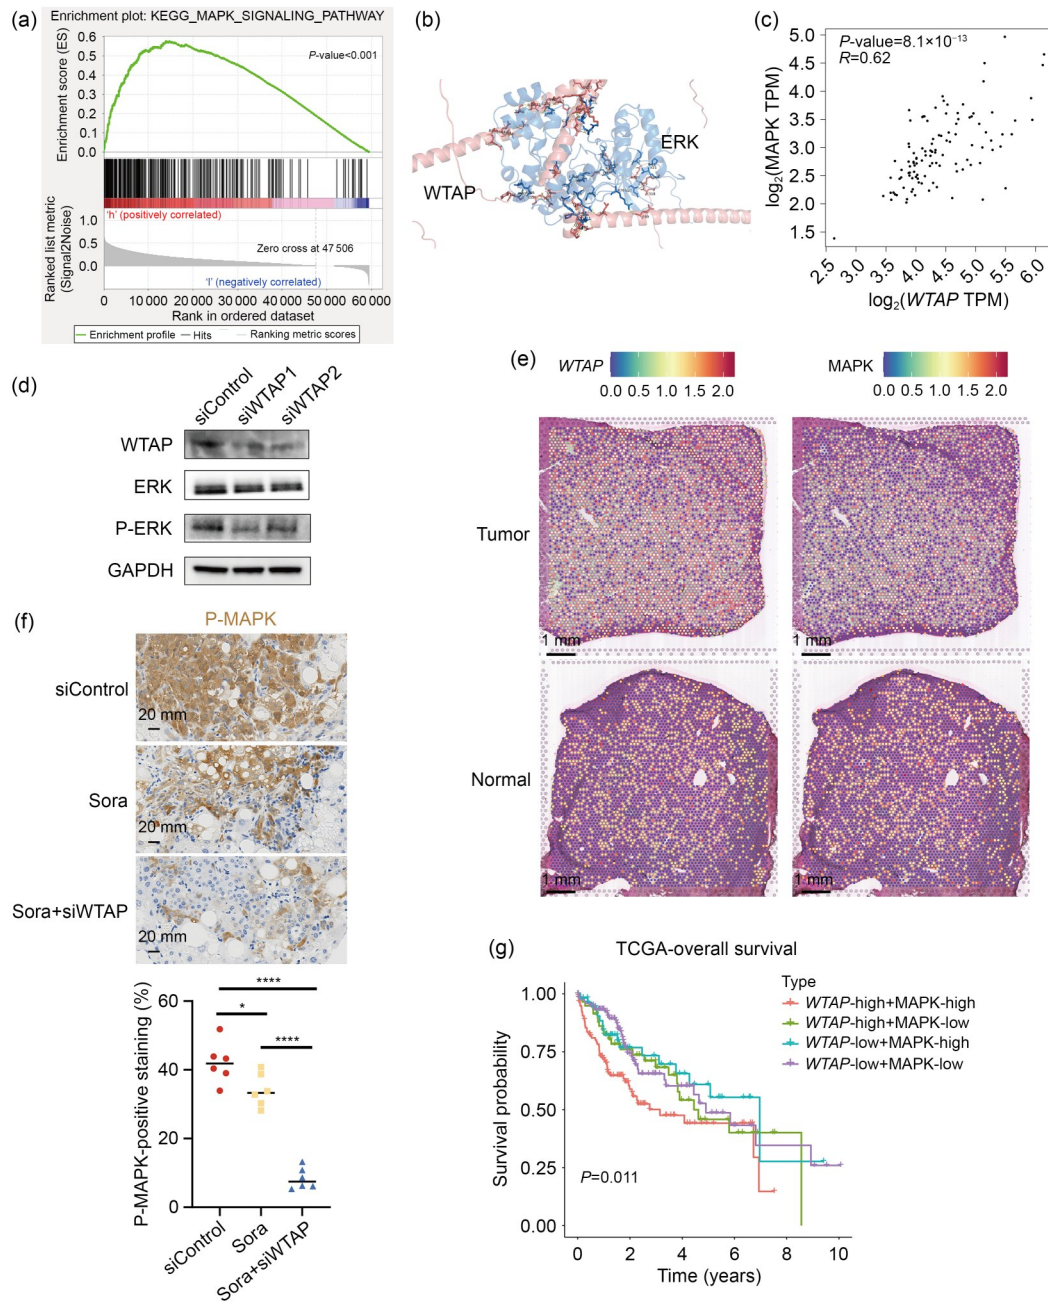 (a)
Enrichment plot: KEGG_MAPK_SIGNALING_PATHWAY
Enrichment score (ES)
0.6
0.5
0.4
0.3
0.2
0.1
0.0
P-value<0.001
'h' (positively correlated)
Ranked list metric
(Signal2Noise)
1.0
0.5
0.0
Zero cross at 47 506
'l' (negatively correlated)
0 10 000 20 000 30 000 40 000 50 000 60 000
Rank in ordered dataset
Enrichment profile Hits Ranking metric scores
(b)
WTAP
ERK
(c)
P-value=8.1×10⁻¹³
R=0.62
log₂(MAPK TPM)
5.0
4.5
4.0
3.5
3.0
2.5
2.0
1.5
2.5 3.0 3.5 4.0 4.5 5.0 5.5 6.0
log₂(WTAP TPM)
(d)
siControl siWTAP1 siWTAP2
WTAP
ERK
P-ERK
GAPDH
(e)
WTAP
0.0 0.5 1.0 1.5 2.0
MAPK
0.0 0.5 1.0 1.5 2.0
Tumor
1 mm
1 mm
Normal
1 mm
1 mm
(f)
P-MAPK
siControl
20 mm
Sora
20 mm
Sora+siWTAP
20 mm
P-MAPK-positive staining (%)
60
40
20
0
****
*
****
siControl
Sora
Sora+siWTAP
(g)
TCGA-overall survival
Type
WTAP-high+MAPK-high
WTAP-high+MAPK-low
WTAP-low+MAPK-high
WTAP-low+MAPK-low
Survival probability
1.00
0.75
0.50
0.25
0.00
P=0.011
0 2 4 6 8 10
Time (years)